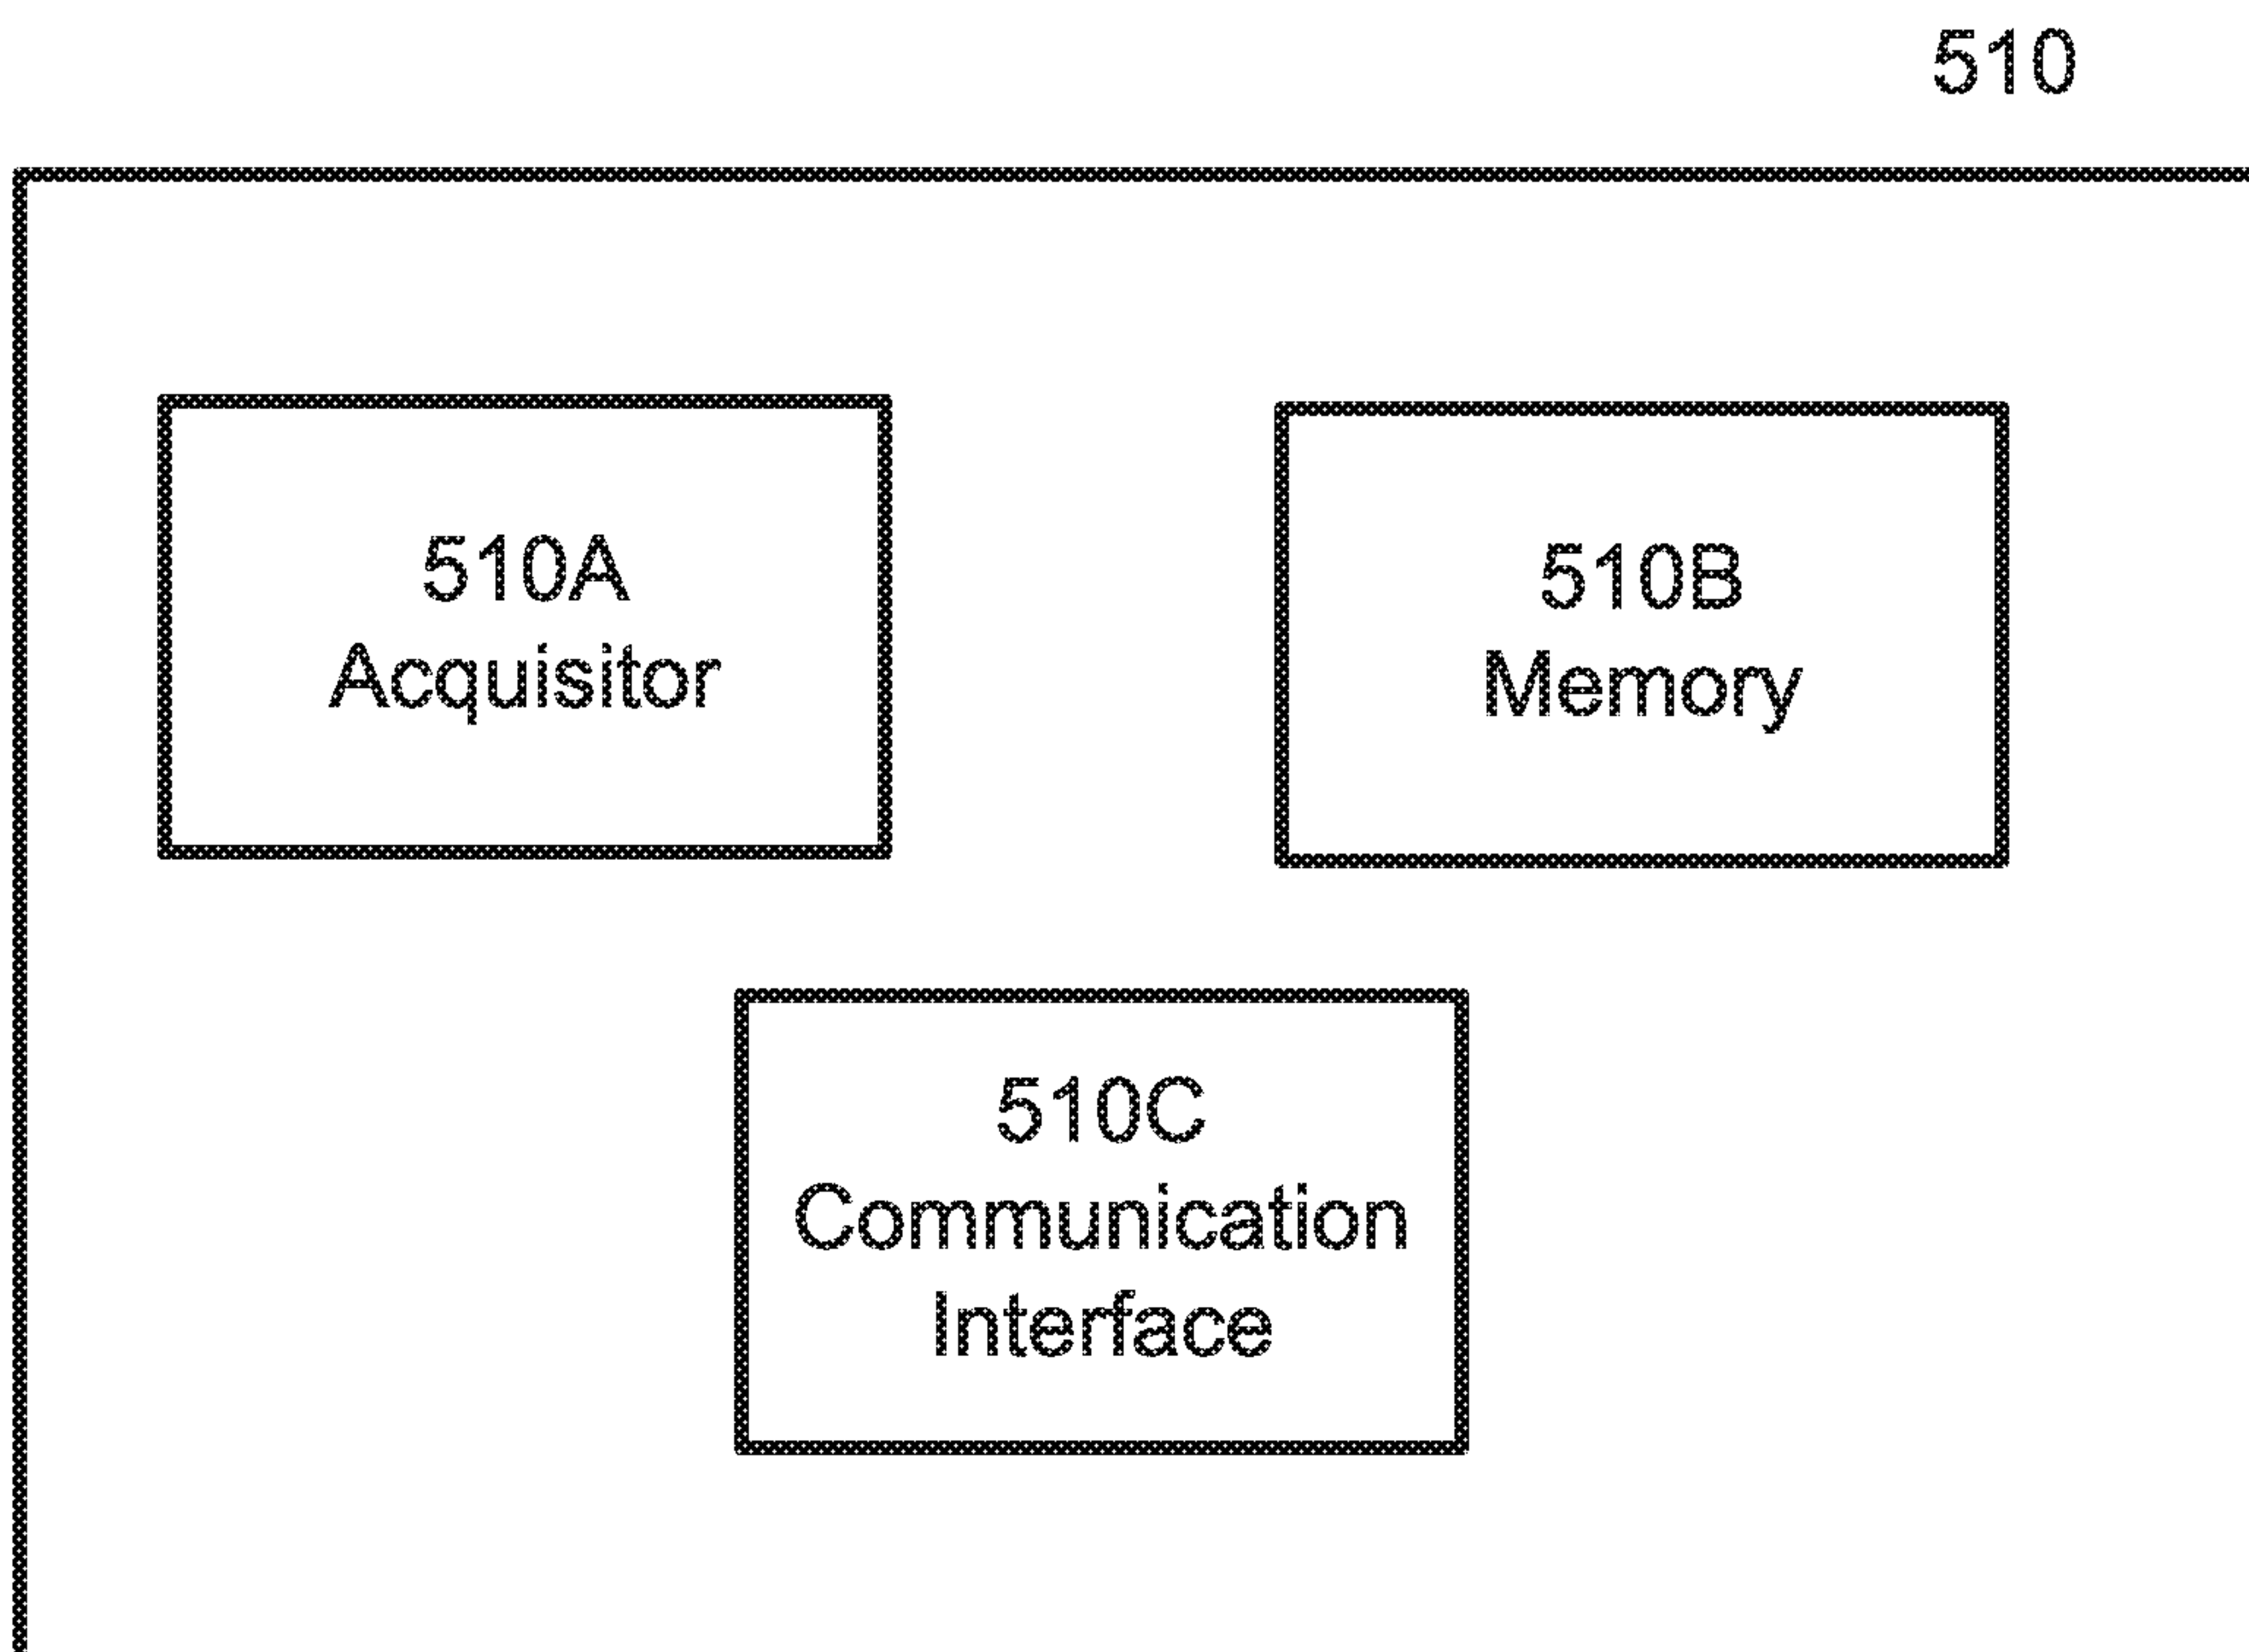 510
510A
Acquisitor
510B
Memory
510C
Communication
Interface